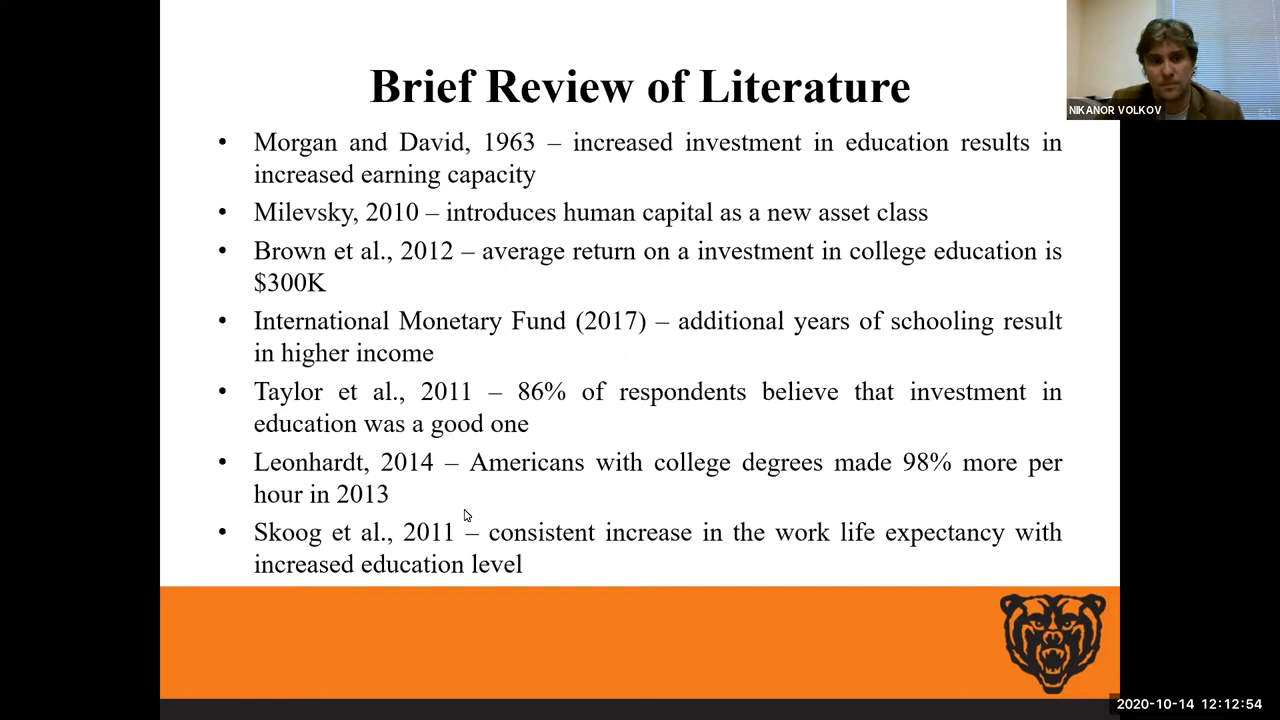 Brief Review of Literature
NIKANOR VOLKOV
• Morgan and David, 1963 – increased investment in education results in
increased earning capacity
• Milevsky, 2010 – introduces human capital as a new asset class
• Brown et al., 2012 – average return on a investment in college education is
$300K
• International Monetary Fund (2017) – additional years of schooling result
in higher income
• Taylor et al., 2011 – 86% of respondents believe that investment in
education was a good one
• Leonhardt, 2014 – Americans with college degrees made 98% more per
hour in 2013
• Skoog et al., 2011 – consistent increase in the work life expectancy with
increased education level
2020-10-14 12:12:54